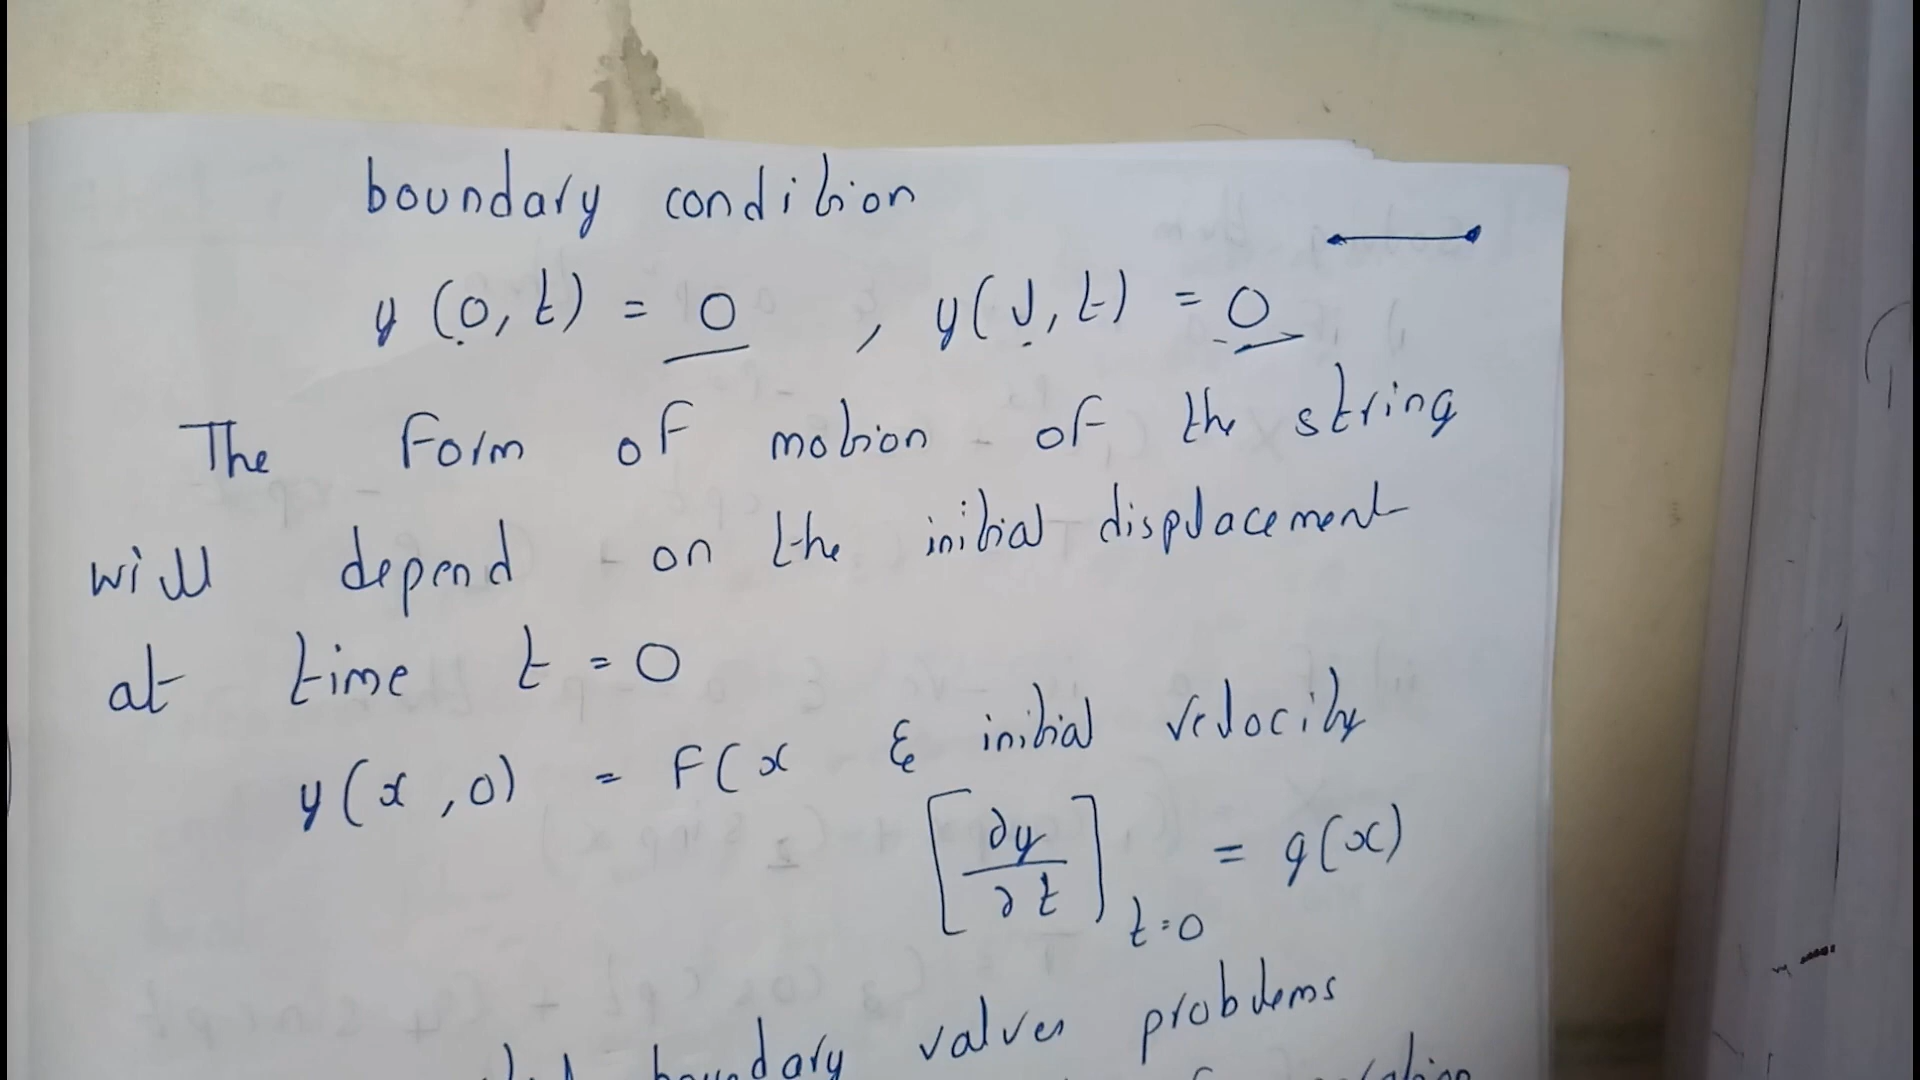 boundary condition
y (0, t) = 0 , y(l, t) = 0
The form of motion of the string
will depend on the initial displacement
at time t = 0
y(x, 0) = f(x & initial velocity
[∂y/∂t] t=0 = g(x)
boundary values problems